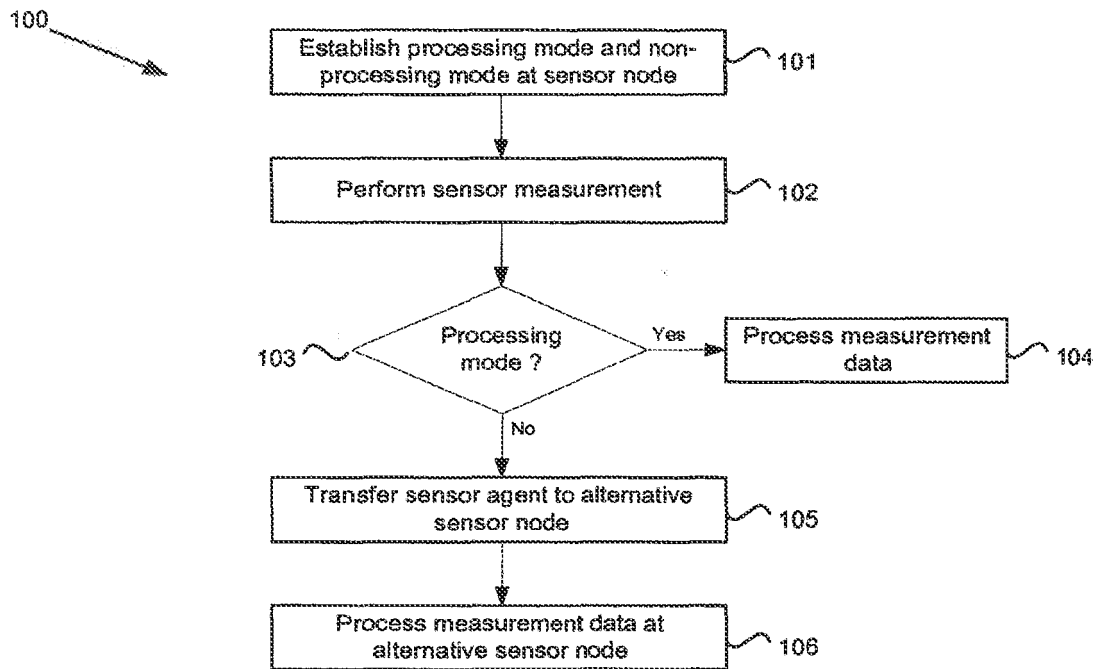 100
Establish processing mode and non-
processing mode at sensor node
101
Perform sensor measurement
102
Processing
mode ?
103
Yes
Process measurement
data
104
No
Transfer sensor agent to alternative
sensor node
105
Process measurement data at
alternative sensor node
106